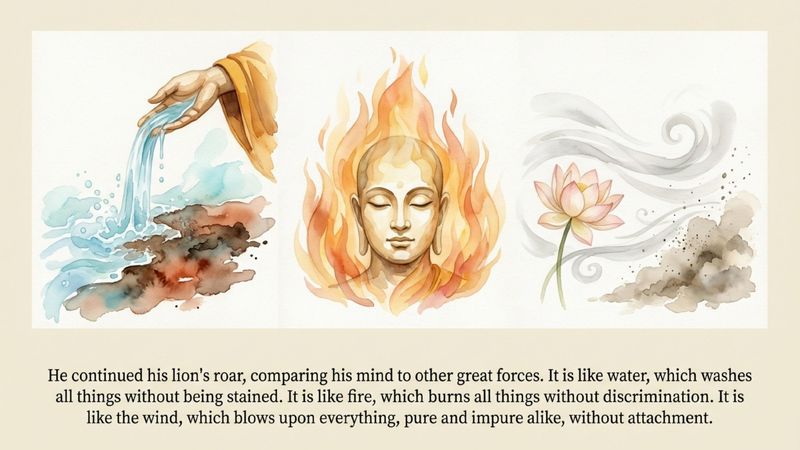 He continued his lion's roar, comparing his mind to other great forces. It is like water, which washes
all things without being stained. It is like fire, which burns all things without discrimination. It is
like the wind, which blows upon everything, pure and impure alike, without attachment.